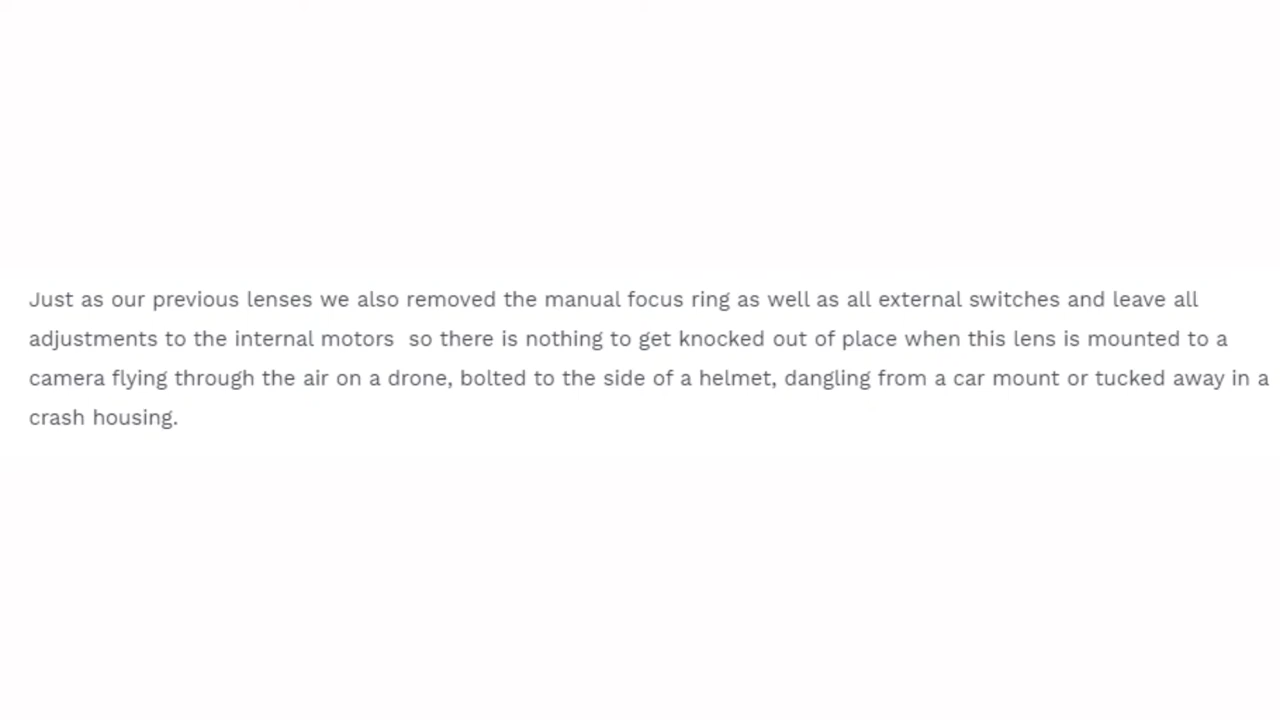 Just as our previous lenses we also removed the manual focus ring as well as all external switches and leave all
adjustments to the internal motors  so there is nothing to get knocked out of place when this lens is mounted to a
camera flying through the air on a drone, bolted to the side of a helmet, dangling from a car mount or tucked away in a
crash housing.